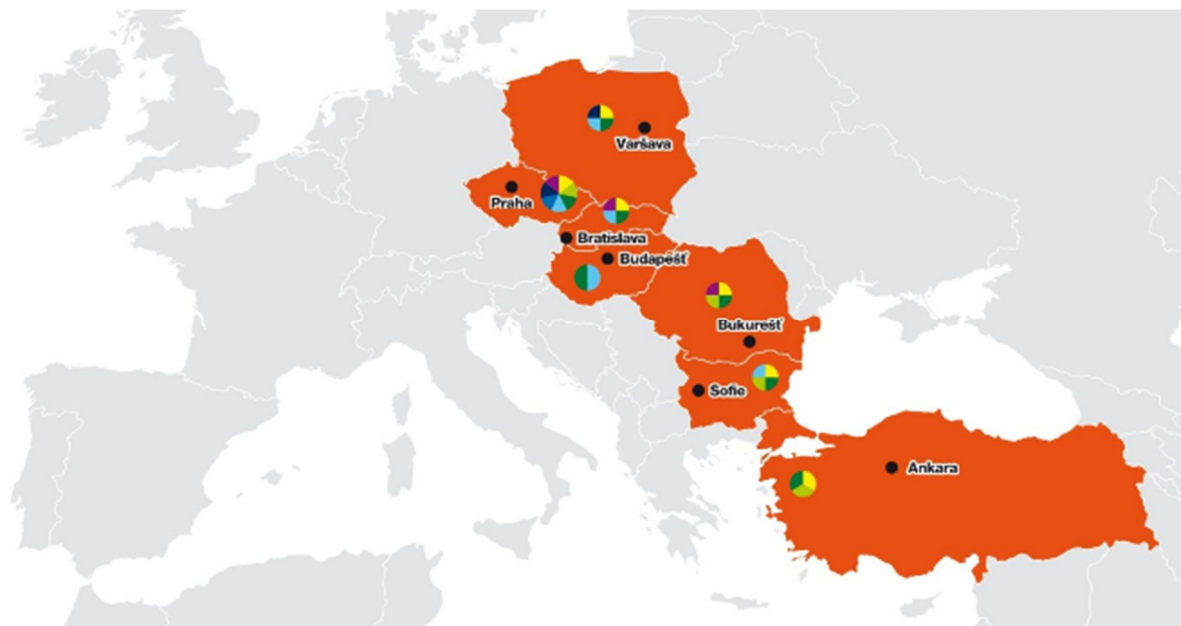 Varšava
Praha
Bratislava
Budapešť
Bukurešť
Sofie
Ankara